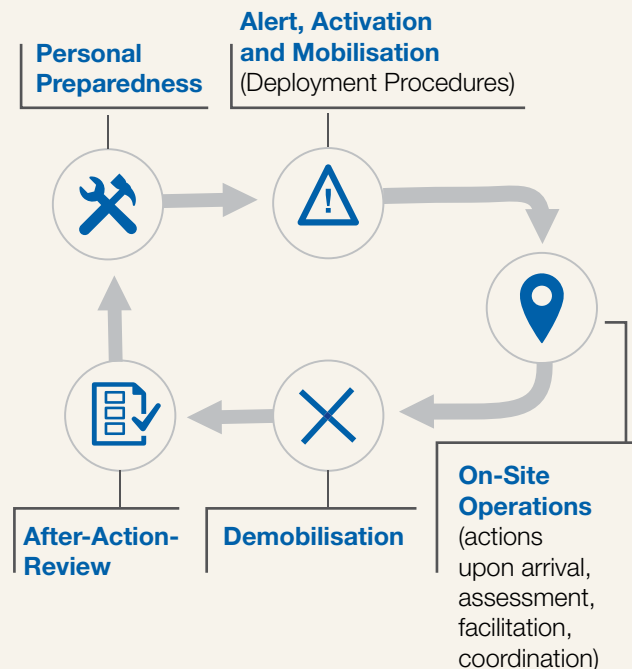 Personal
Preparedness
Alert, Activation
and Mobilisation
(Deployment Procedures)
!
On-Site
Operations
(actions
upon arrival,
assessment,
facilitation,
coordination)
Demobilisation
After-Action-
Review